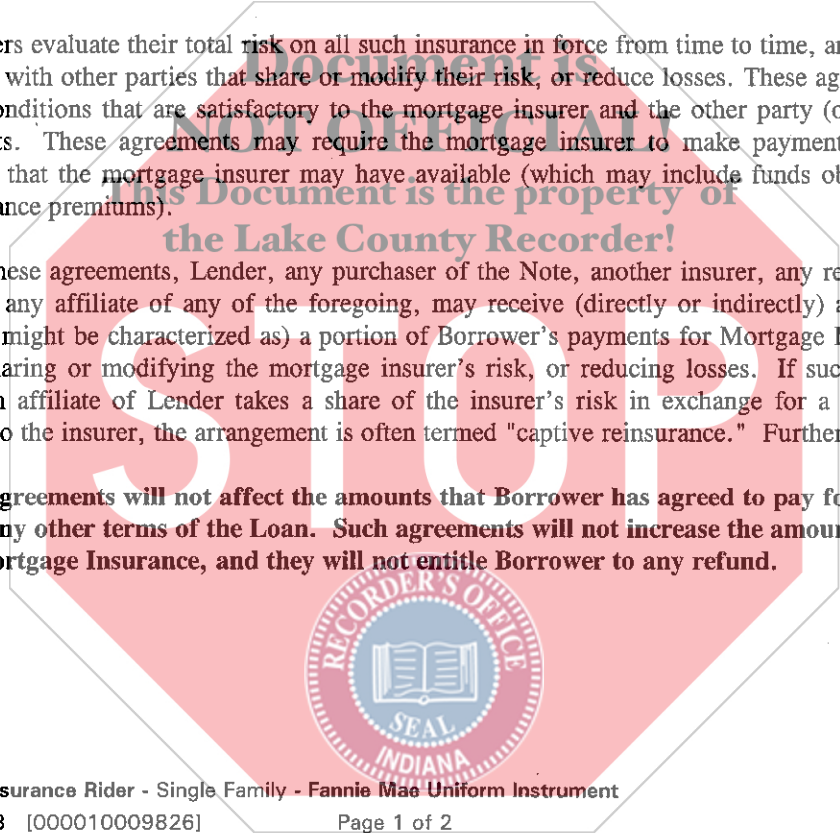 ers evaluate their total risk on all such insurance in force from time to time, a
with other parties that share or modify their risk, or reduce losses. These ag
onditions that are satisfactory to the mortgage insurer and the other party (o
ts. These agreements may require the mortgage insurer to make payment
that the mortgage insurer may have available (which may include funds ob
ance premiums).
Document is
NOT OFFICIAL!
This Document is the property of
the Lake County Recorder!
hese agreements, Lender, any purchaser of the Note, another insurer, any re
any affiliate of any of the foregoing, may receive (directly or indirectly) a
might be characterized as) a portion of Borrower's payments for Mortgage I
aring or modifying the mortgage insurer's risk, or reducing losses. If suc
n affiliate of Lender takes a share of the insurer's risk in exchange for a
o the insurer, the arrangement is often termed "captive reinsurance." Further
STOP
greements will not affect the amounts that Borrower has agreed to pay fo
ny other terms of the Loan. Such agreements will not increase the amoun
ortgage Insurance, and they will not entitle Borrower to any refund.
RECORDER'S OFFICE
SEAL
INDIANA
surance Rider - Single Family - Fannie Mae Uniform Instrument
3 [000010009826] Page 1 of 2